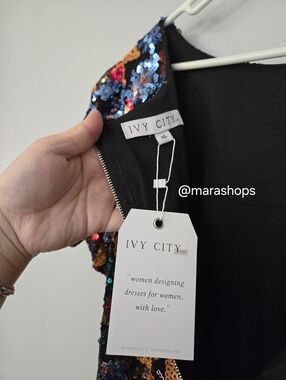 IVY CITY co.
XL
@marashops
IVY CITY co.
"women designing
dresses for women,
with love."